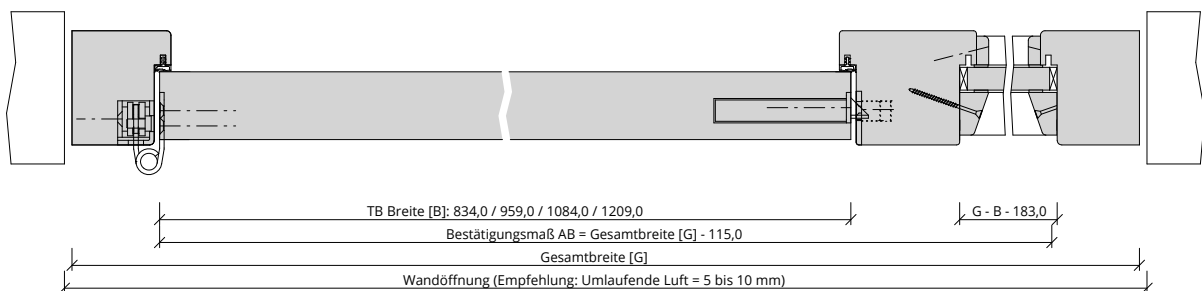 TB Breite [B]: 834,0 / 959,0 / 1084,0 / 1209,0
G - B - 183,0
Bestätigungsmaß AB = Gesamtbreite [G] - 115,0
Gesamtbreite [G]
Wandöffnung (Empfehlung: Umlaufende Luft = 5 bis 10 mm)